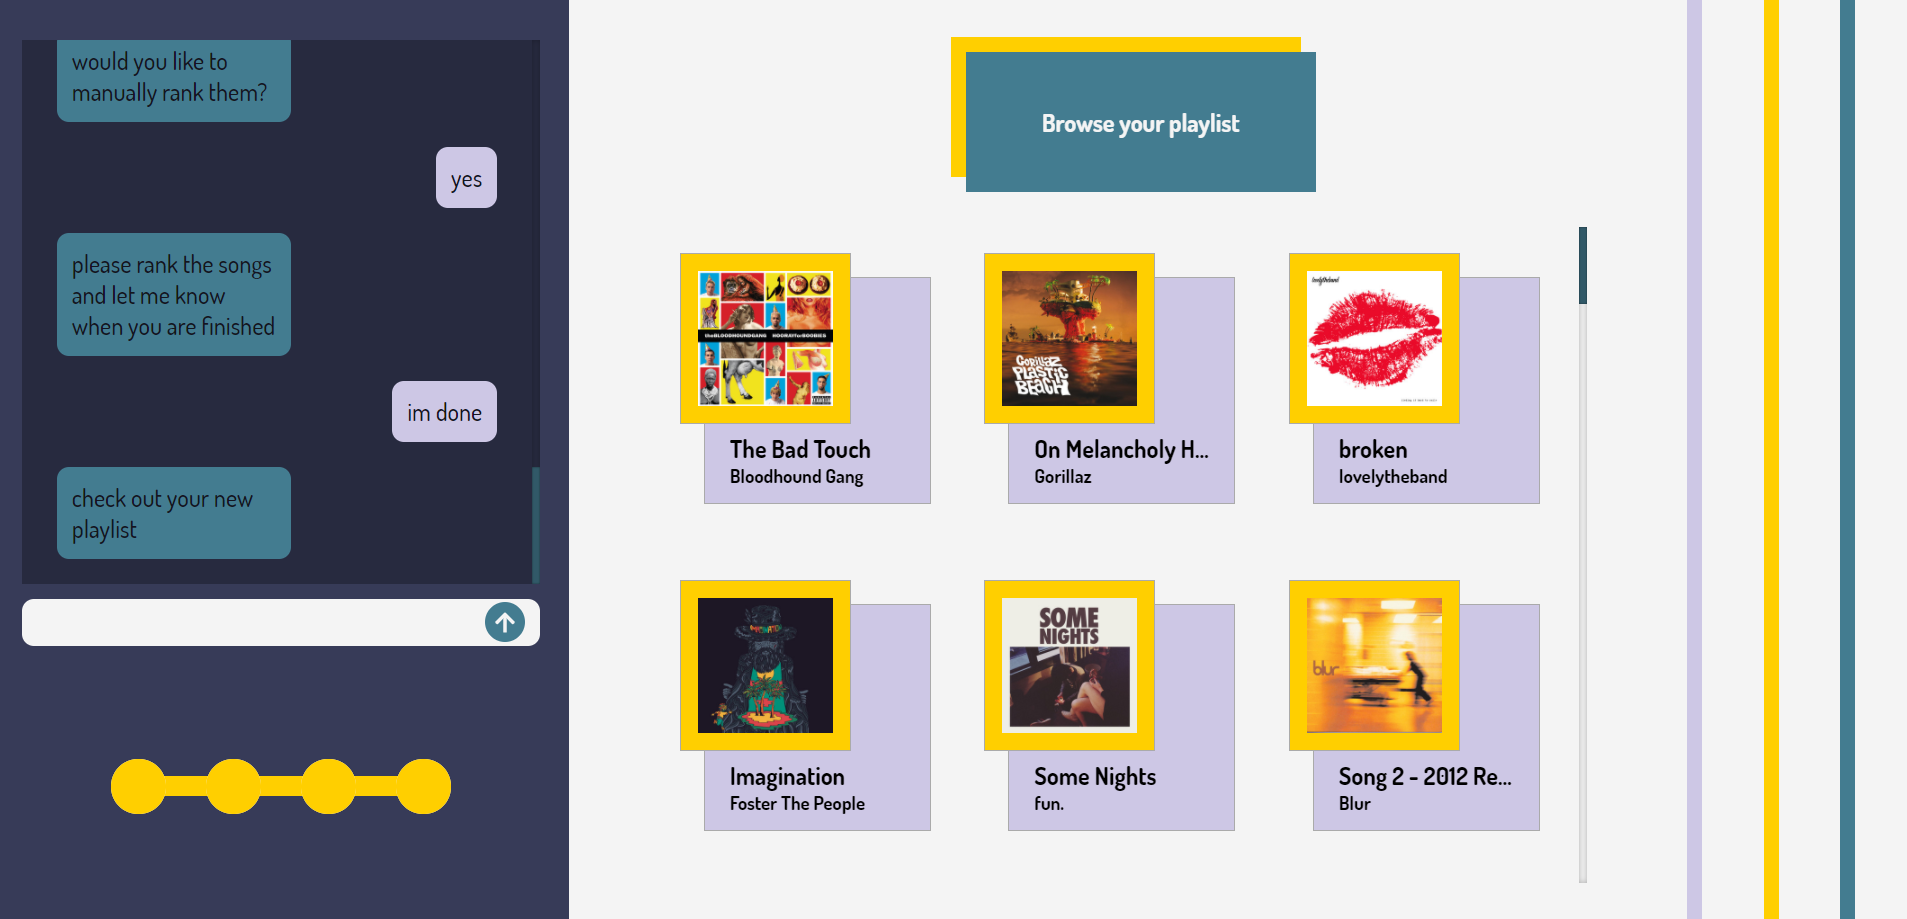 would you like to
manually rank them?
yes
please rank the songs
and let me know
when you are finished
im done
check out your new
playlist
Browse your playlist
theBLOODHOUNDGANG HOORAYforBOOBIES
The Bad Touch
Bloodhound Gang
GORILLAZ
PLASTIC
BEACH
On Melancholy H...
Gorillaz
lovelytheband
broken
lovelytheband
Imagination
Foster The People
SOME
NIGHTS
Some Nights
fun.
blur
Song 2 - 2012 Re...
Blur